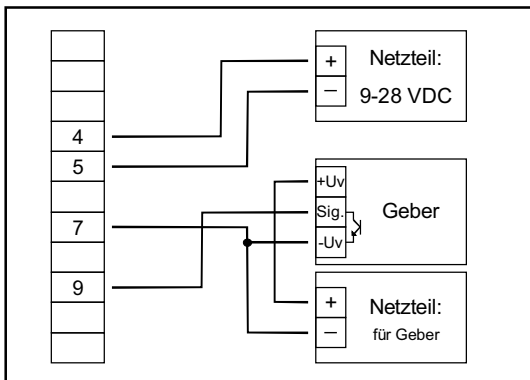 4
5
7
9
+
–
Netzteil:
9-28 VDC
+Uv
Sig.
-Uv
Geber
+
–
Netzteil:
für Geber